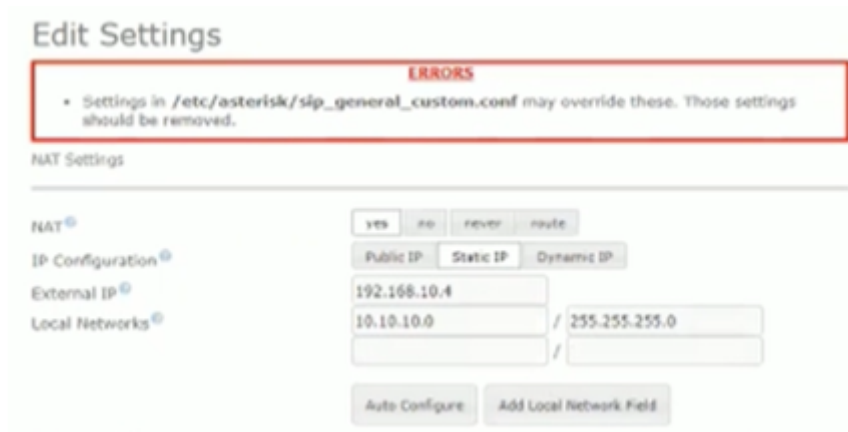 Edit Settings
ERRORS
• Settings in /etc/asterisk/sip_general_custom.conf may override these. Those settings
should be removed.
NAT Settings
NAT yes no never route
IP Configuration Public IP Static IP Dynamic IP
External IP 192.168.10.4
Local Networks 10.10.10.0 / 255.255.255.0
/
Auto Configure Add Local Network Field